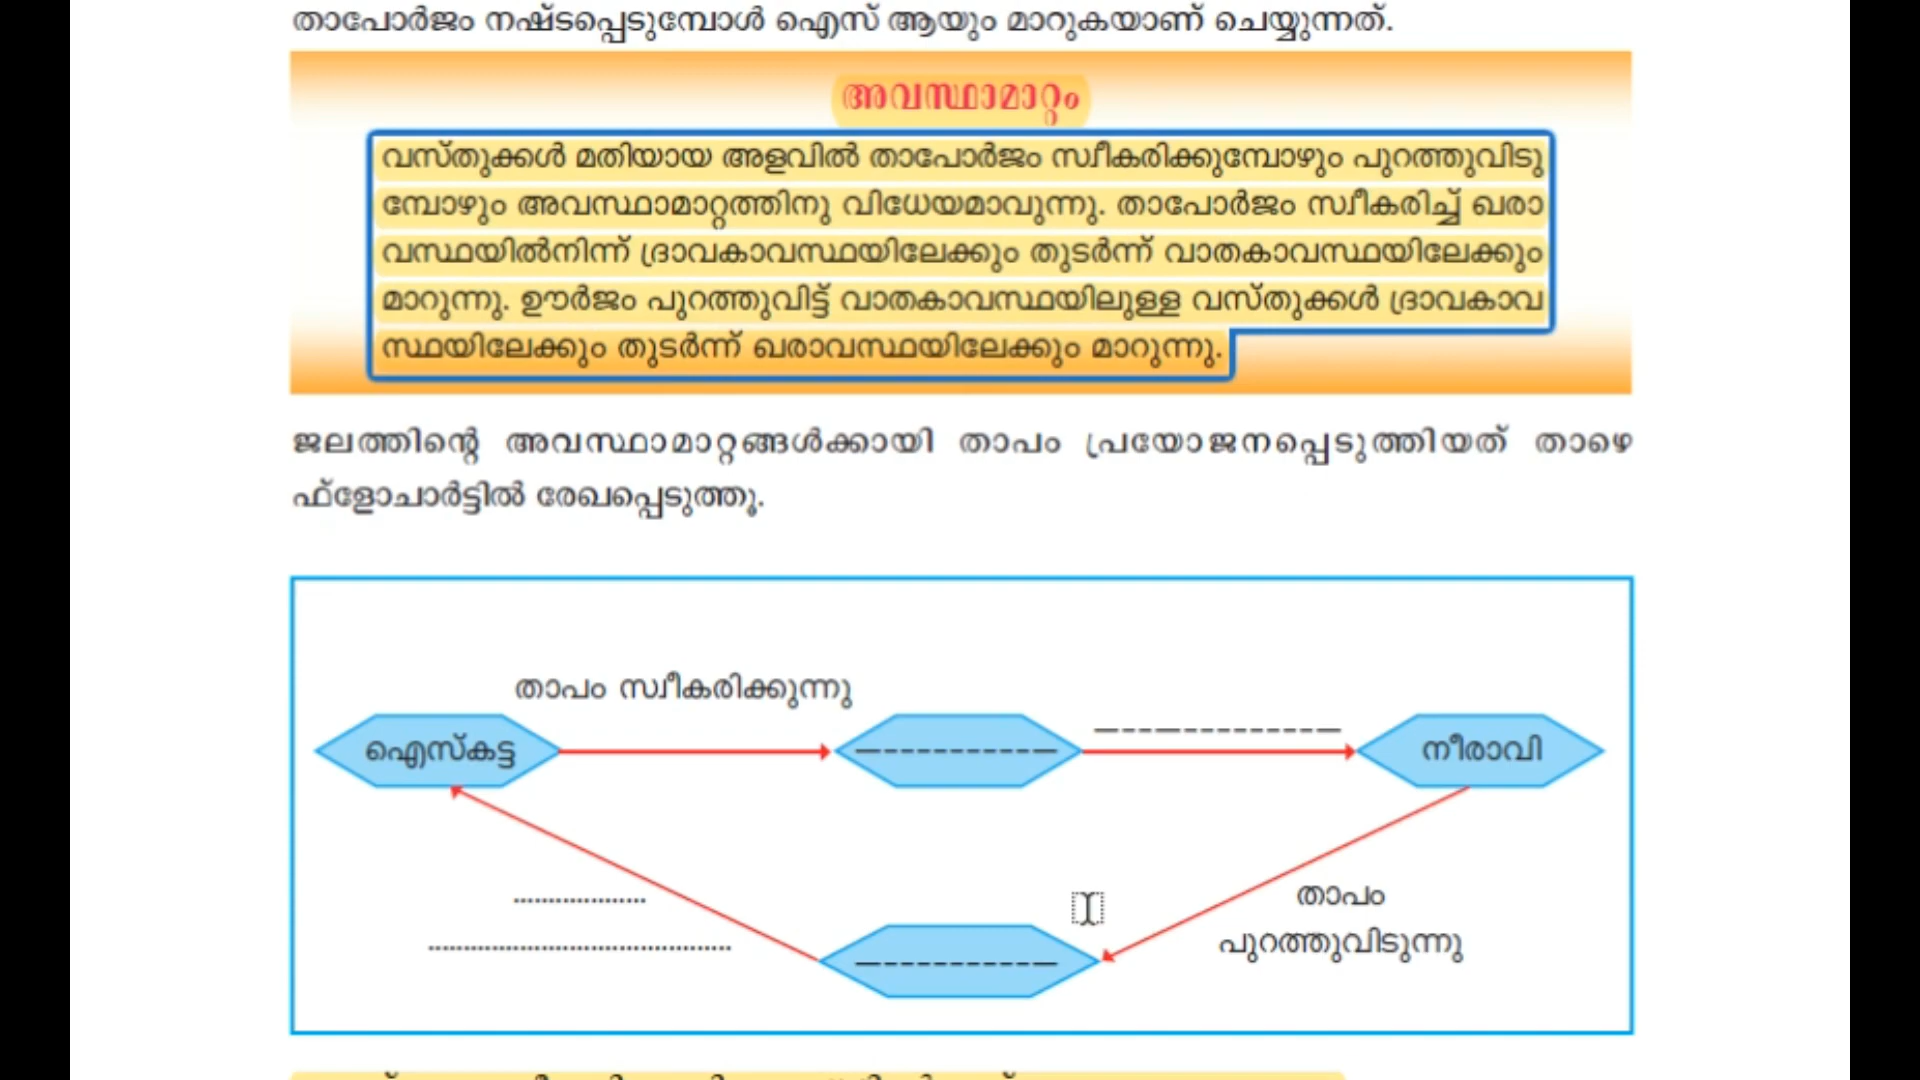 താപോർജം നഷ്ടപ്പെടുമ്പോൾ ഐസ് ആയും മാറുകയാണ് ചെയ്യുന്നത്.
അവസ്ഥാമാറ്റം
വസ്തുക്കൾ മതിയായ അളവിൽ താപോർജം സ്വീകരിക്കുമ്പോഴും പുറത്തുവിടു
മ്പോഴും അവസ്ഥാമാറ്റത്തിനു വിധേയമാവുന്നു. താപോർജം സ്വീകരിച്ച് ഖരാ
വസ്ഥയിൽനിന്ന് ദ്രാവകാവസ്ഥയിലേക്കും തുടർന്ന് വാതകാവസ്ഥയിലേക്കും
മാറുന്നു. ഊർജം പുറത്തുവിട്ട് വാതകാവസ്ഥയിലുള്ള വസ്തുക്കൾ ദ്രാവകാവ
സ്ഥയിലേക്കും തുടർന്ന് ഖരാവസ്ഥയിലേക്കും മാറുന്നു.
ജലത്തിന്റെ അവസ്ഥാമാറ്റങ്ങൾക്കായി താപം പ്രയോജനപ്പെടുത്തിയത് താഴെ
ഫ്ളോചാർട്ടിൽ രേഖപ്പെടുത്തൂ.
താപം സ്വീകരിക്കുന്നു
ഐസ്കട്ട
നീരാവി
താപം
പുറത്തുവിടുന്നു